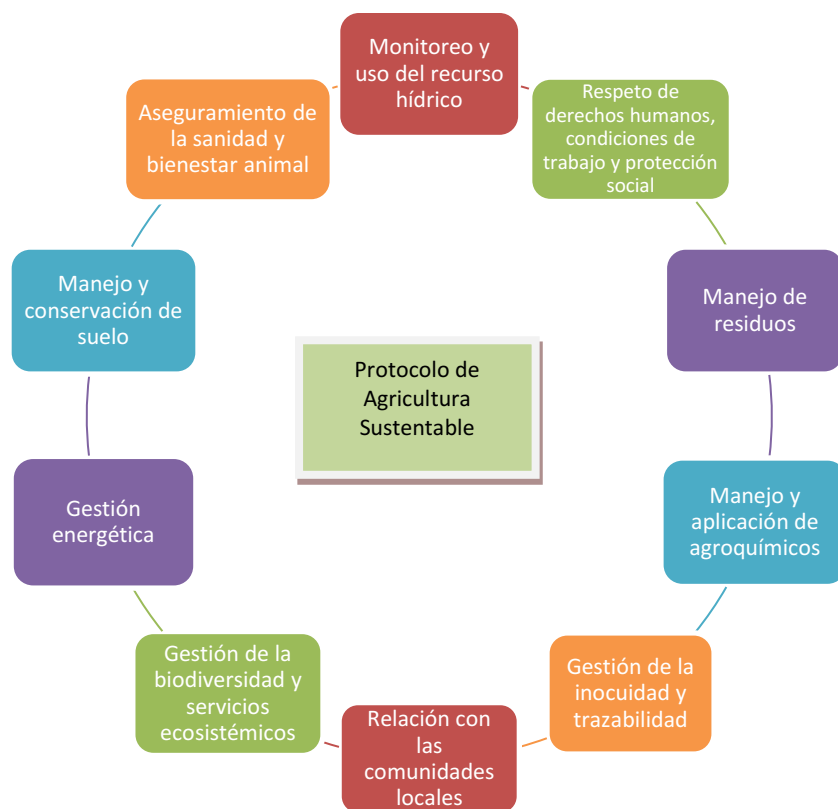 Monitoreo y
uso del recurso
hídrico
Respeto de
derechos humanos,
condiciones de
trabajo y protección
social
Manejo de
residuos
Manejo y
aplicación de
agroquímicos
Gestión de la
inocuidad y
trazabilidad
Relación con
las
comunidades
locales
Gestión de la
biodiversidad y
servicios
ecosistémicos
Gestión
energética
Manejo y
conservación de
suelo
Aseguramiento de
la sanidad y
bienestar animal
Protocolo de
Agricultura
Sustentable